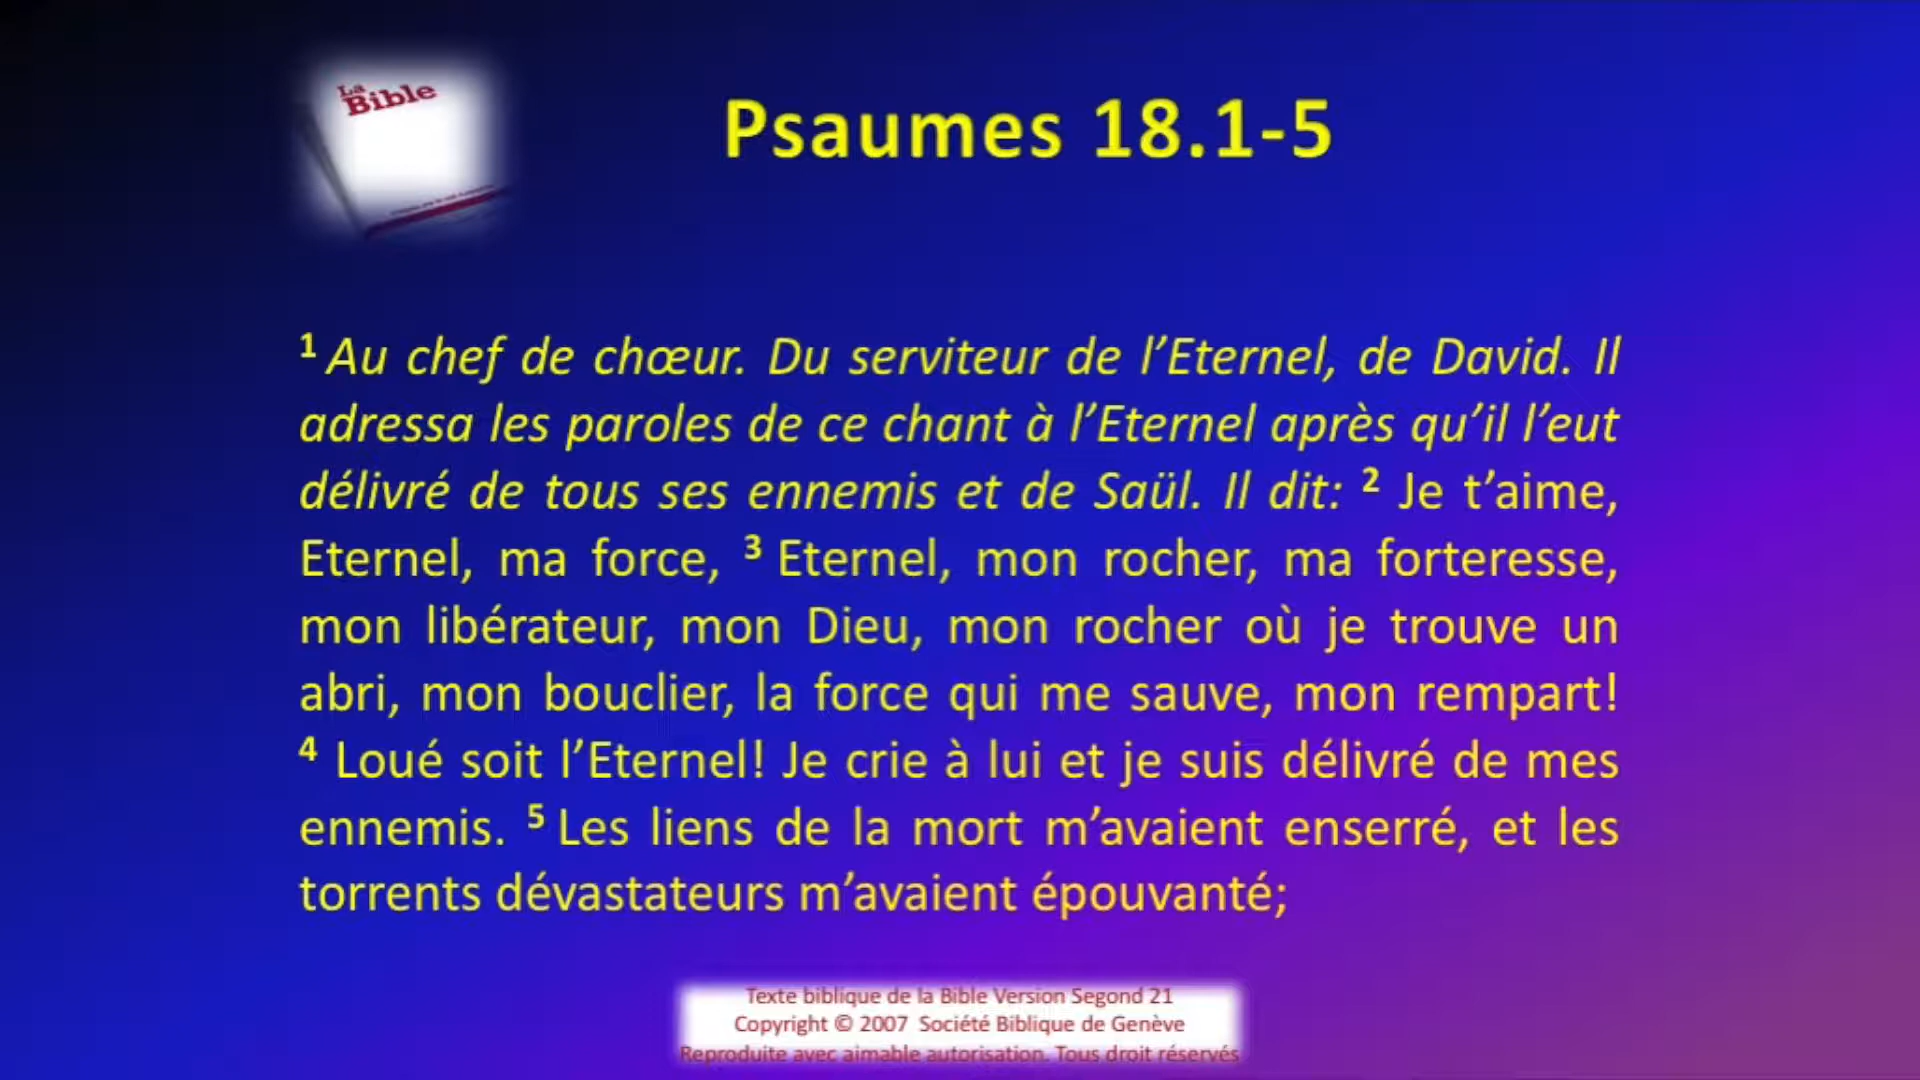 La
Bible
Psaumes 18.1-5
1 Au chef de chœur. Du serviteur de l’Eternel, de David. Il
adressa les paroles de ce chant à l’Eternel après qu’il l’eut
délivré de tous ses ennemis et de Saül. Il dit: 2 Je t’aime,
Eternel, ma force, 3 Eternel, mon rocher, ma forteresse,
mon libérateur, mon Dieu, mon rocher où je trouve un
abri, mon bouclier, la force qui me sauve, mon rempart!
4 Loué soit l’Eternel! Je crie à lui et je suis délivré de mes
ennemis. 5 Les liens de la mort m’avaient enserré, et les
torrents dévastateurs m’avaient épouvanté;
Texte biblique de la Bible Version Segond 21
Copyright © 2007 Société Biblique de Genève
Reproduite avec aimable autorisation. Tous droit réservés